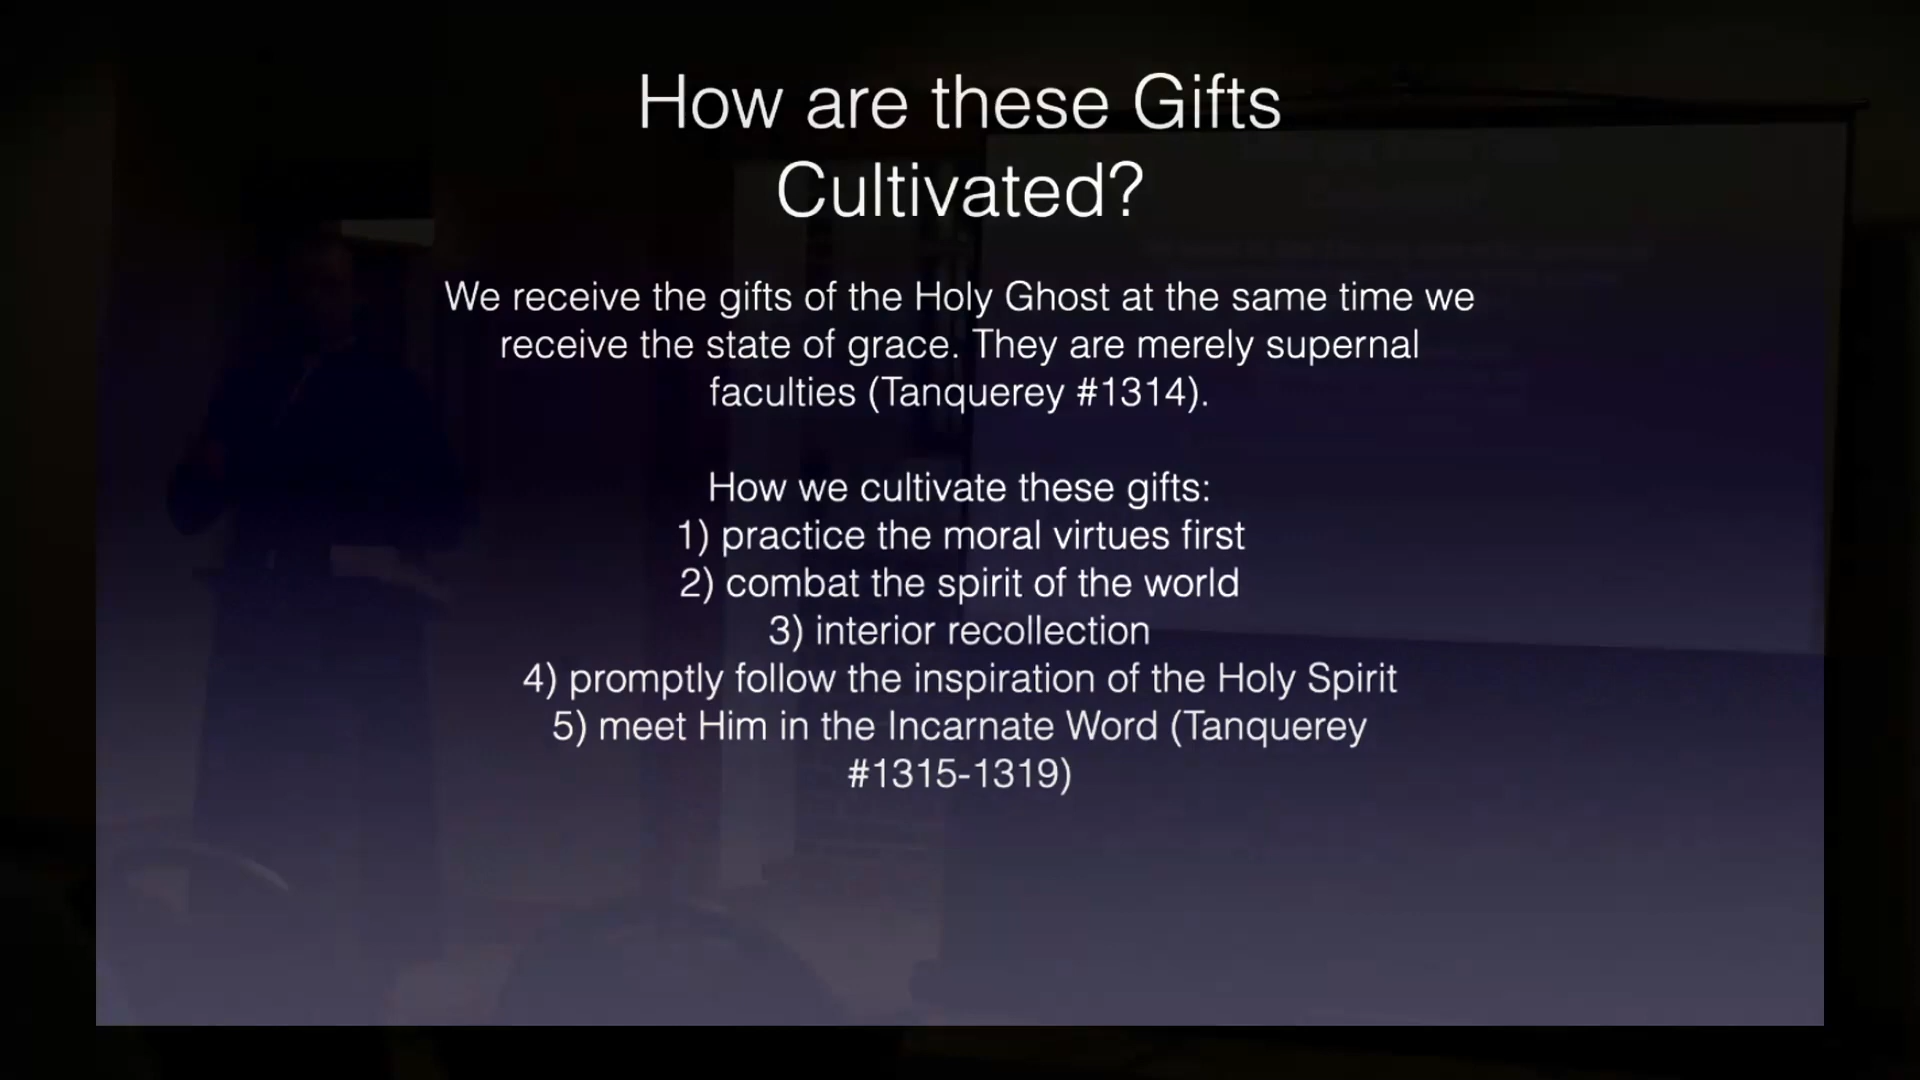 How are these Gifts
Cultivated?
We receive the gifts of the Holy Ghost at the same time we
receive the state of grace. They are merely supernal
faculties (Tanquerey #1314).
How we cultivate these gifts:
1) practice the moral virtues first
2) combat the spirit of the world
3) interior recollection
4) promptly follow the inspiration of the Holy Spirit
5) meet Him in the Incarnate Word (Tanquerey
#1315-1319)